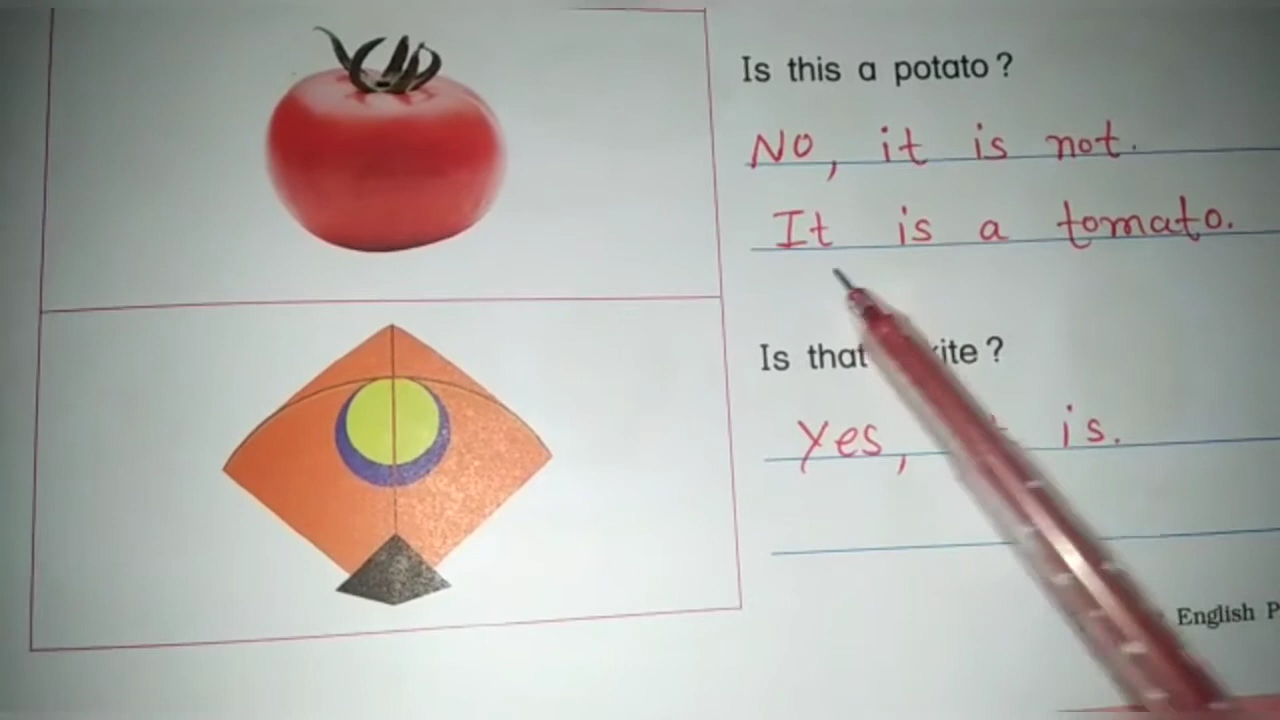 Is this a potato?
No, it is not.
It is a tomato.
Is that ite?
Yes, is.
English P